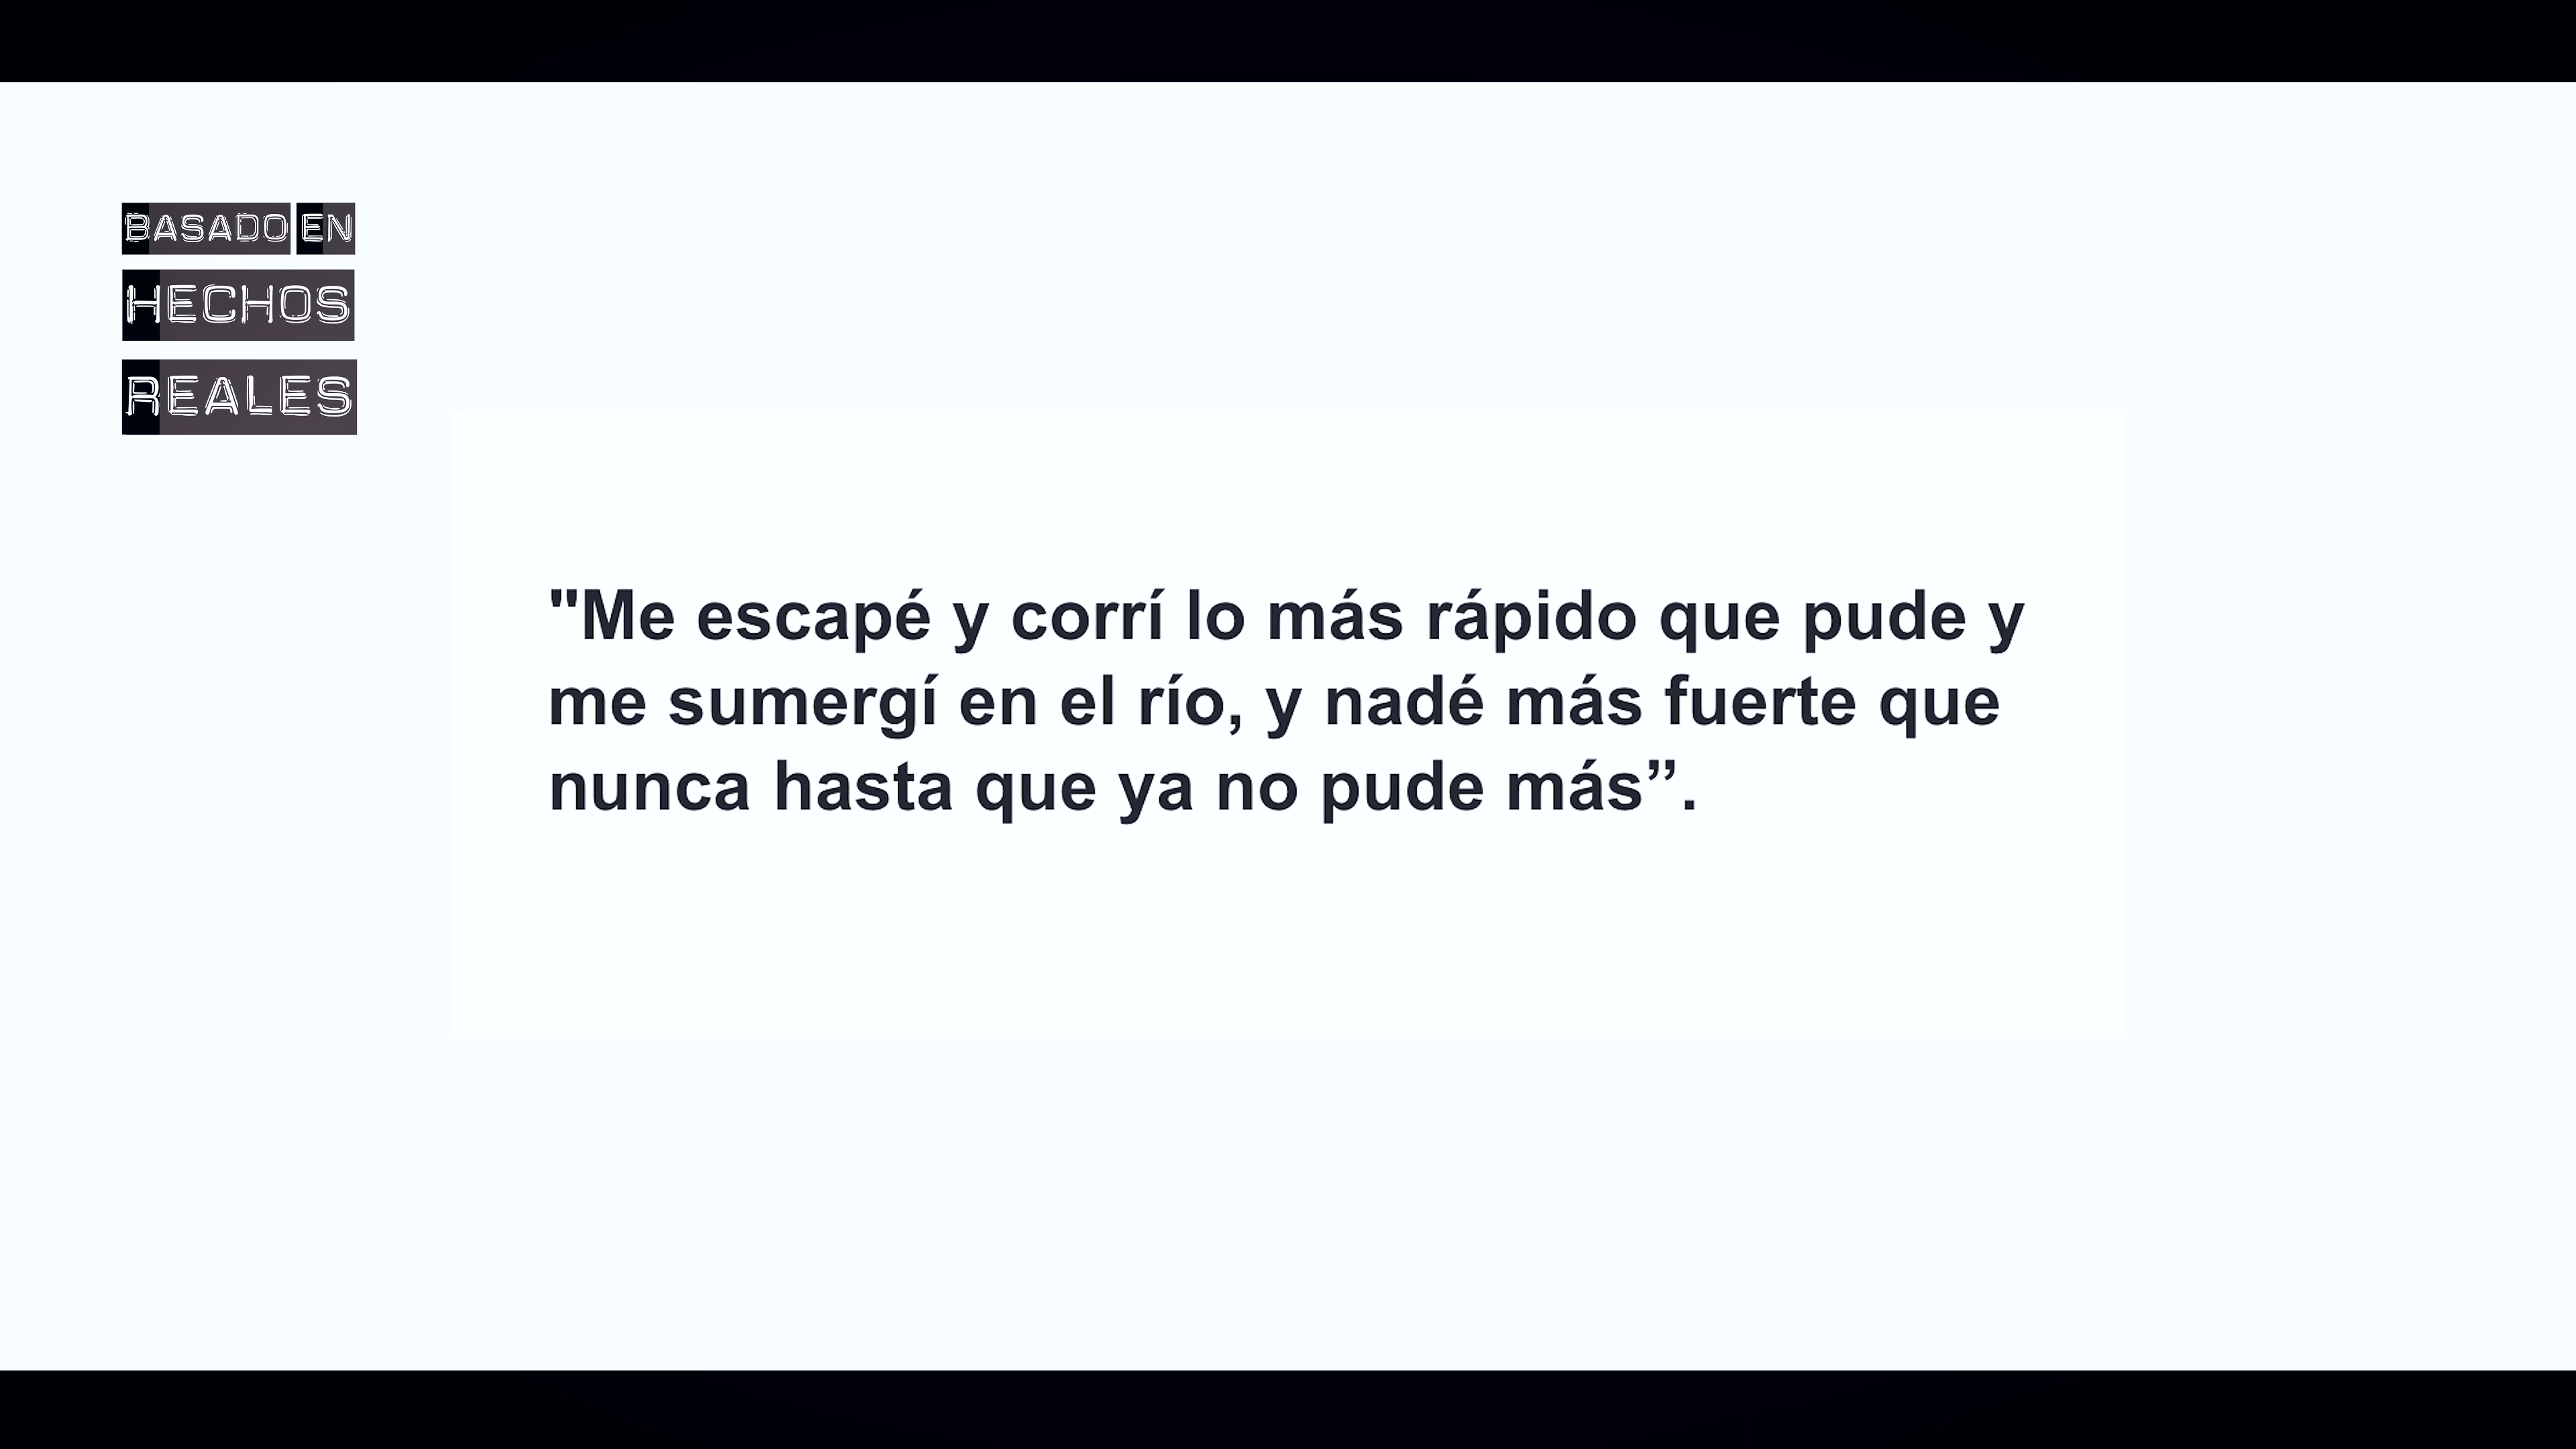 BASADO EN
HECHOS
REALES
"Me escapé y corrí lo más rápido que pude y
me sumergí en el río, y nadé más fuerte que
nunca hasta que ya no pude más”.